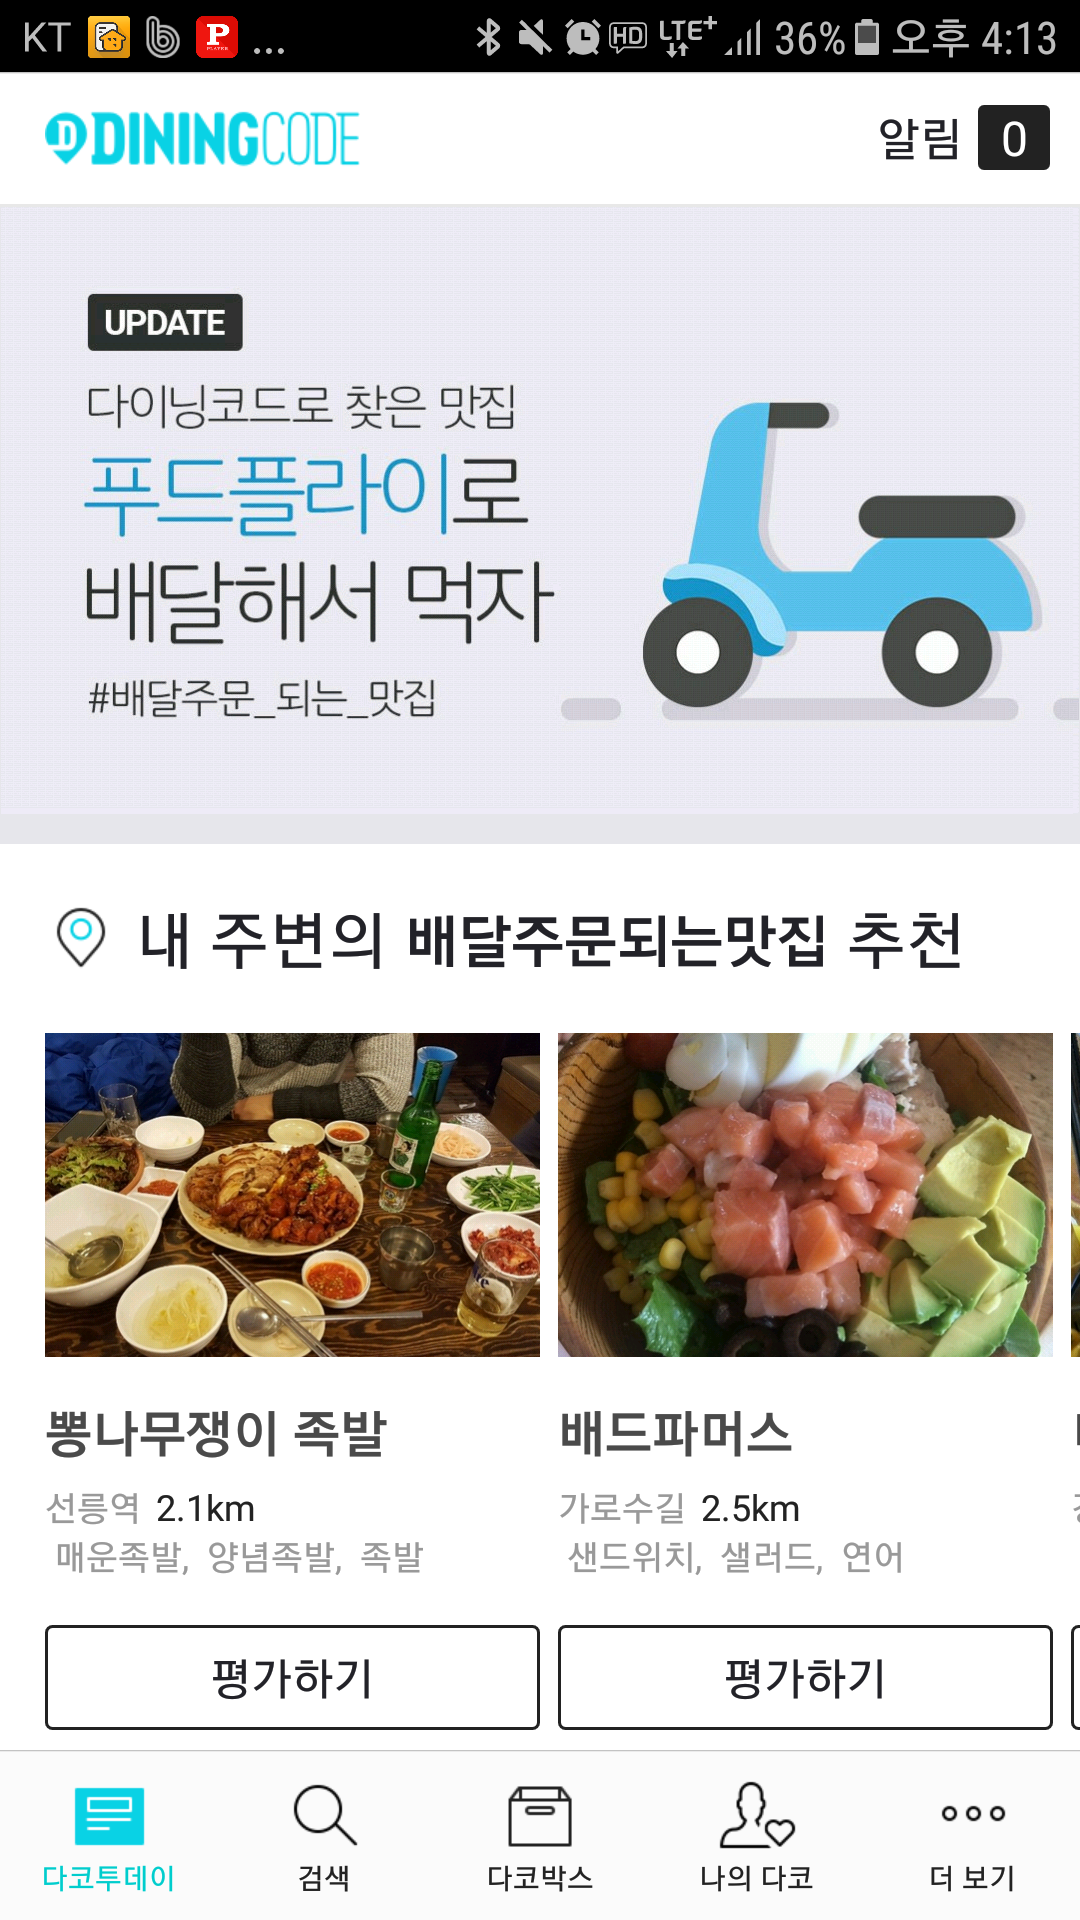 KT ... HD LTE+ 36% 오후 4:13
DININGCODE
알림 0
UPDATE
다이닝코드로 찾은 맛집
푸드플라이로
배달해서 먹자
#배달주문_되는_맛집
내 주변의 배달주문되는맛집 추천
뽕나무쟁이 족발
선릉역 2.1km
매운족발, 양념족발, 족발
평가하기
배드파머스
가로수길 2.5km
샌드위치, 샐러드, 연어
평가하기
다코투데이
검색
다코박스
나의 다코
더 보기